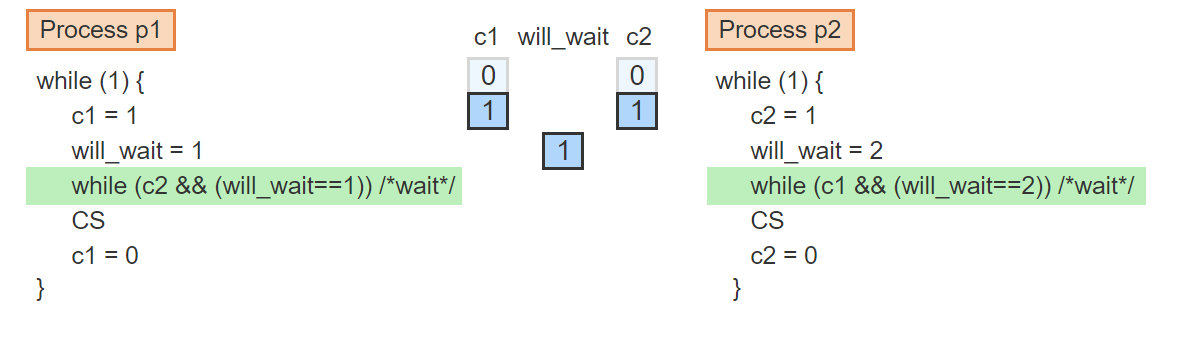 Process p1
while (1) {
c1 = 1
will_wait = 1
while (c2 && (will_wait==1)) /*wait*/
CS
c1 = 0
}
c1 will_wait c2
0 0
1 1
1
Process p2
while (1) {
c2 = 1
will_wait = 2
while (c1 && (will_wait==2)) /*wait*/
CS
c2 = 0
}